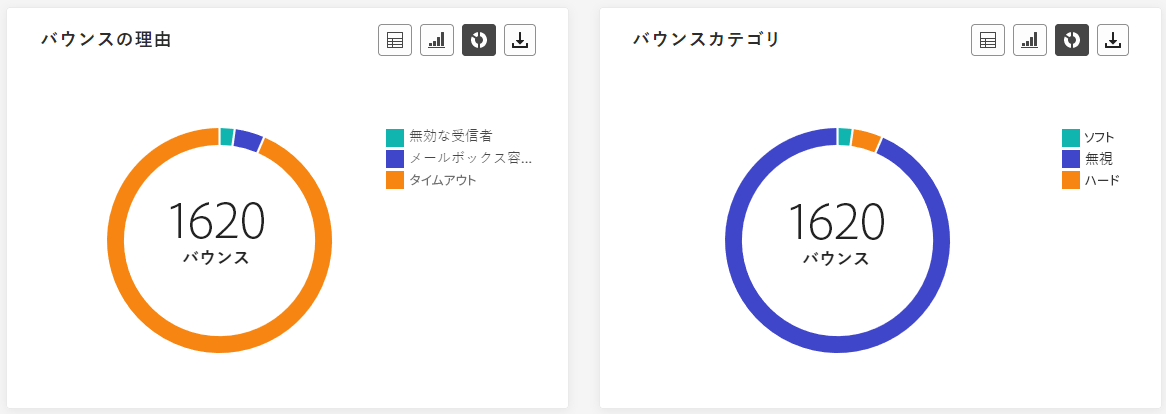 バウンスの理由
無効な受信者
メールボックス容...
タイムアウト
1620
バウンス
バウンスカテゴリ
ソフト
無視
ハード
1620
バウンス